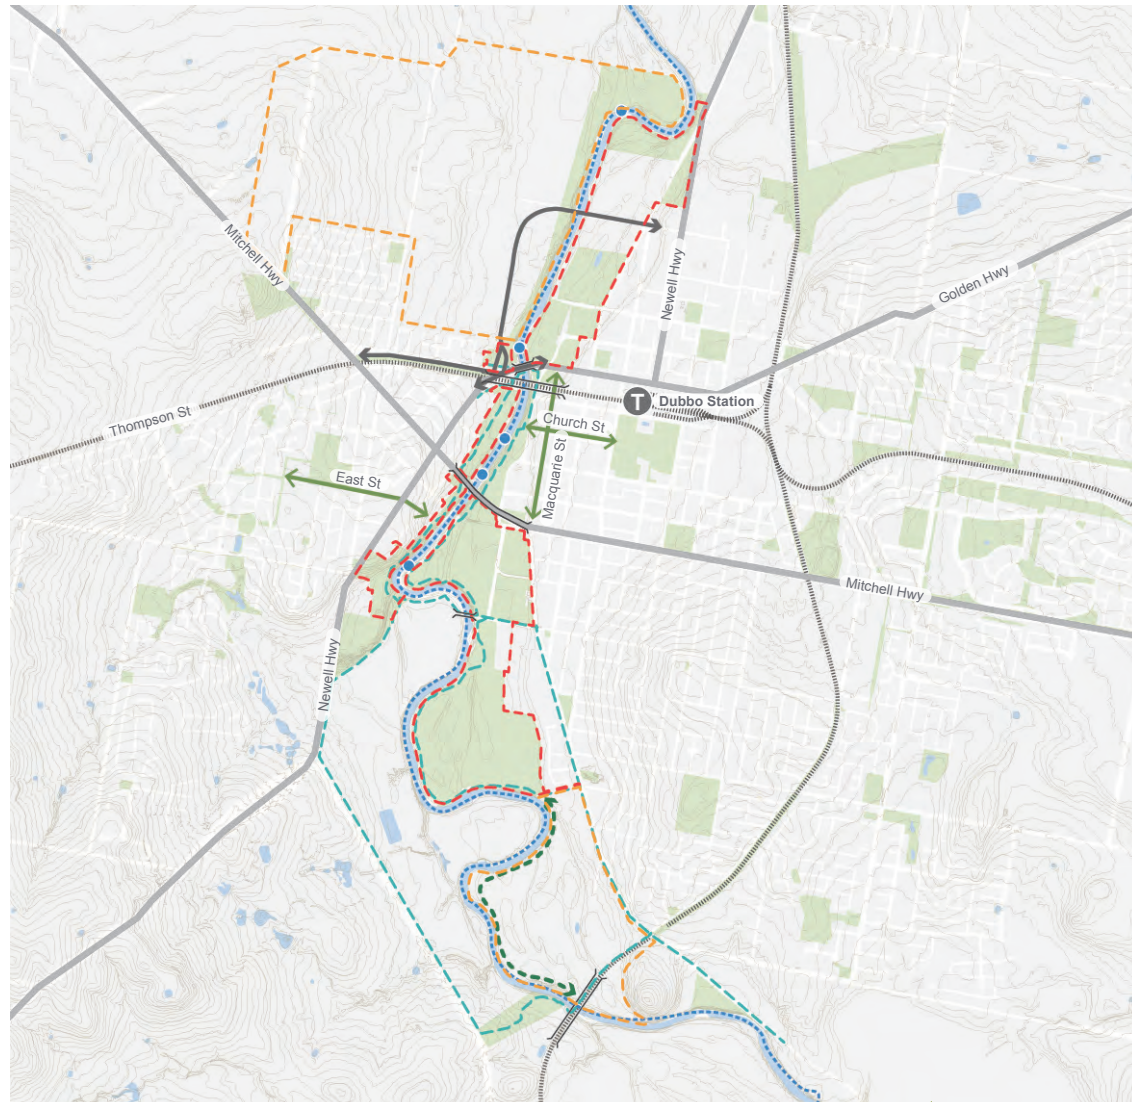 Mitchell Hwy
Newell Hwy
Golden Hwy
Thompson St
T
Dubbo Station
Church St
Macquarie St
East St
Mitchell Hwy
Newell Hwy